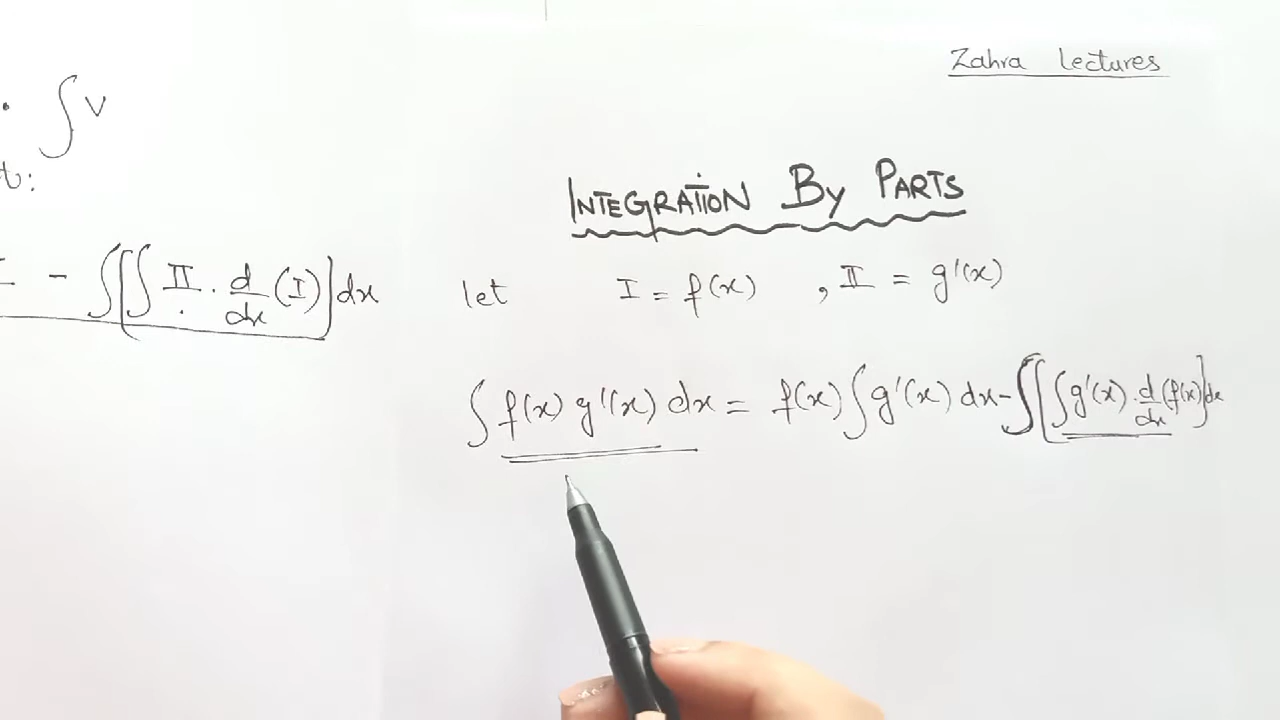 Zahra lectures
· ∫ V
t:
INTEGRATION BY PARTS
I - ∫[∫ II . d/dx (I)] dx
let I = f(x) , II = g'(x)
∫ f(x) g'(x) dx = f(x) ∫ g'(x) dx - ∫[∫ g'(x) . d/dx (f(x)] dx